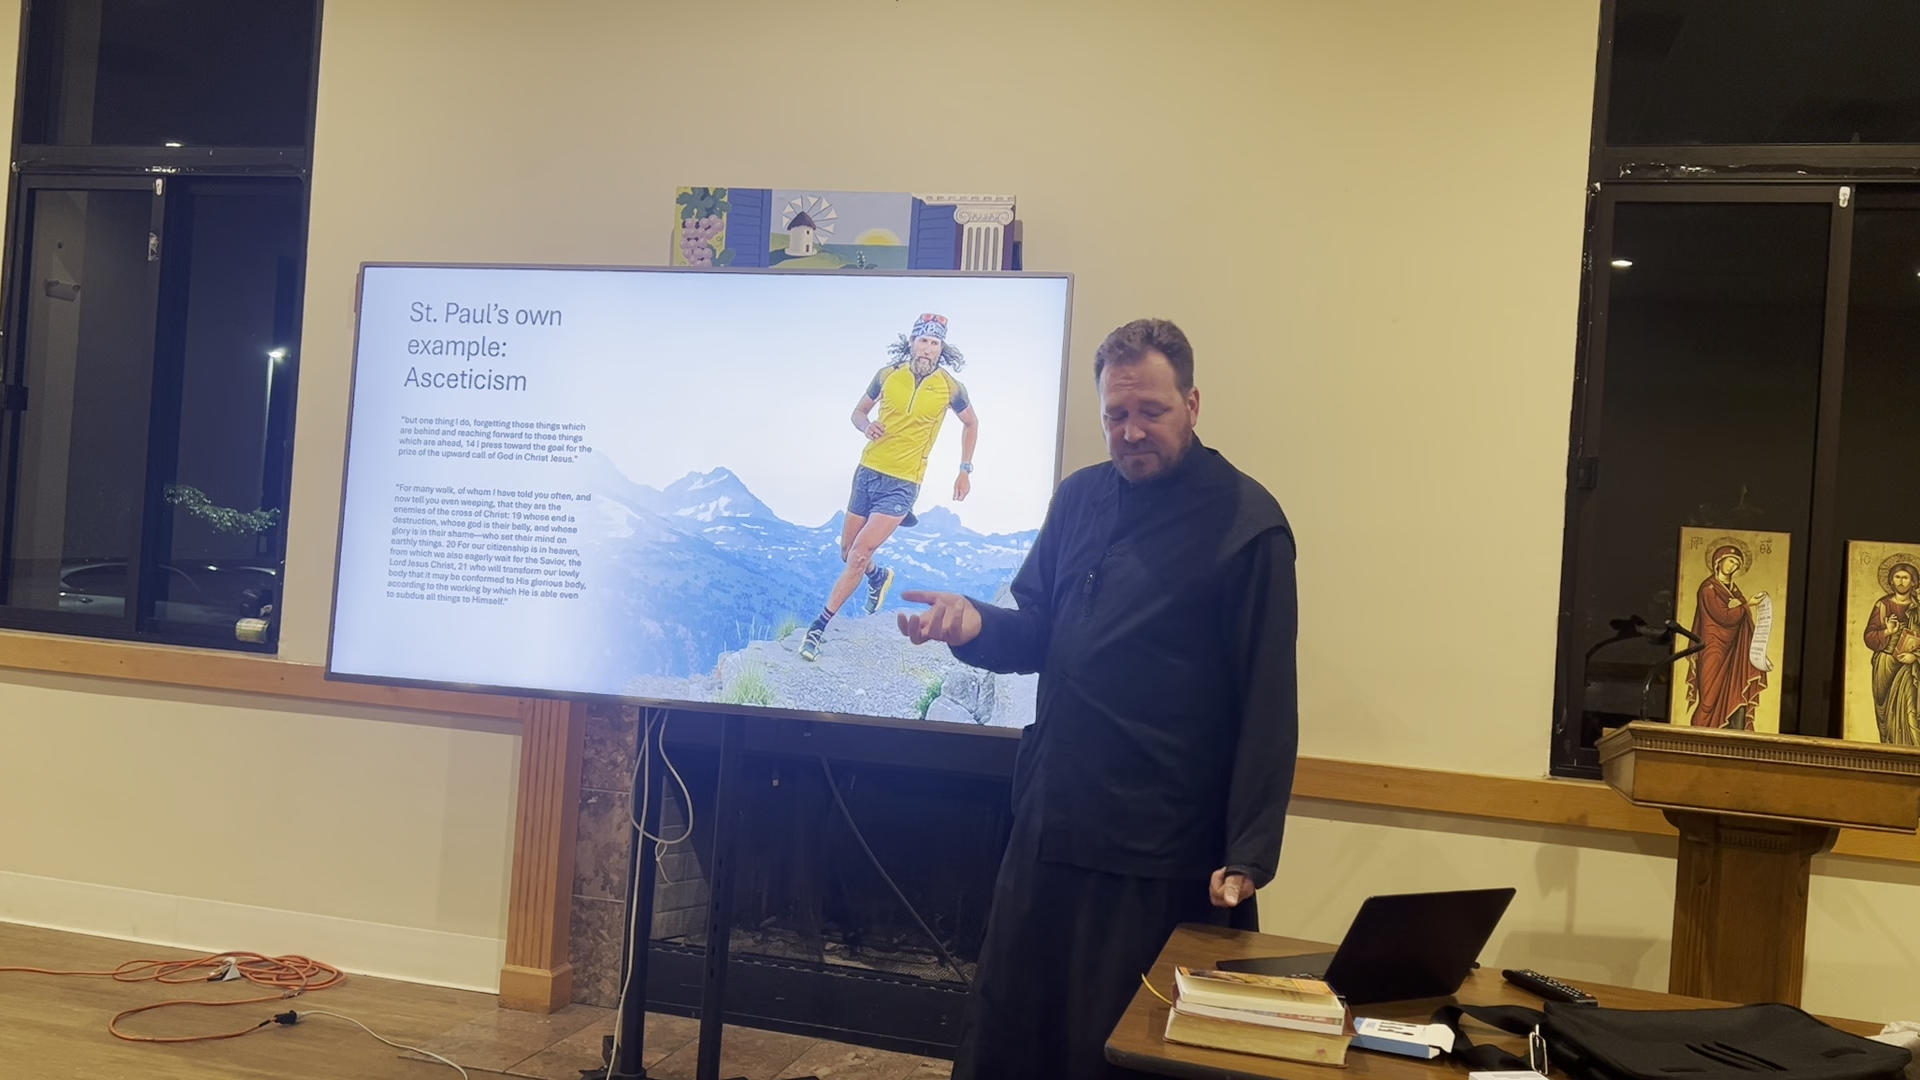 St. Paul's own
example:
Asceticism
"but one thing I do, forgetting those things which
are behind and reaching forward to those things
which are ahead, 14 I press toward the goal for the
prize of the upward call of God in Christ Jesus."
"For many walk, of whom I have told you often, and
now tell you even weeping, that they are the
enemies of the cross of Christ: 19 whose end is
destruction, whose god is their belly, and whose
glory is in their shame—who set their mind on
earthly things. 20 For our citizenship is in heaven,
from which we also eagerly wait for the Savior, the
Lord Jesus Christ, 21 who will transform our lowly
body that it may be conformed to His glorious body,
according to the working by which He is able even
to subdue all things to Himself."